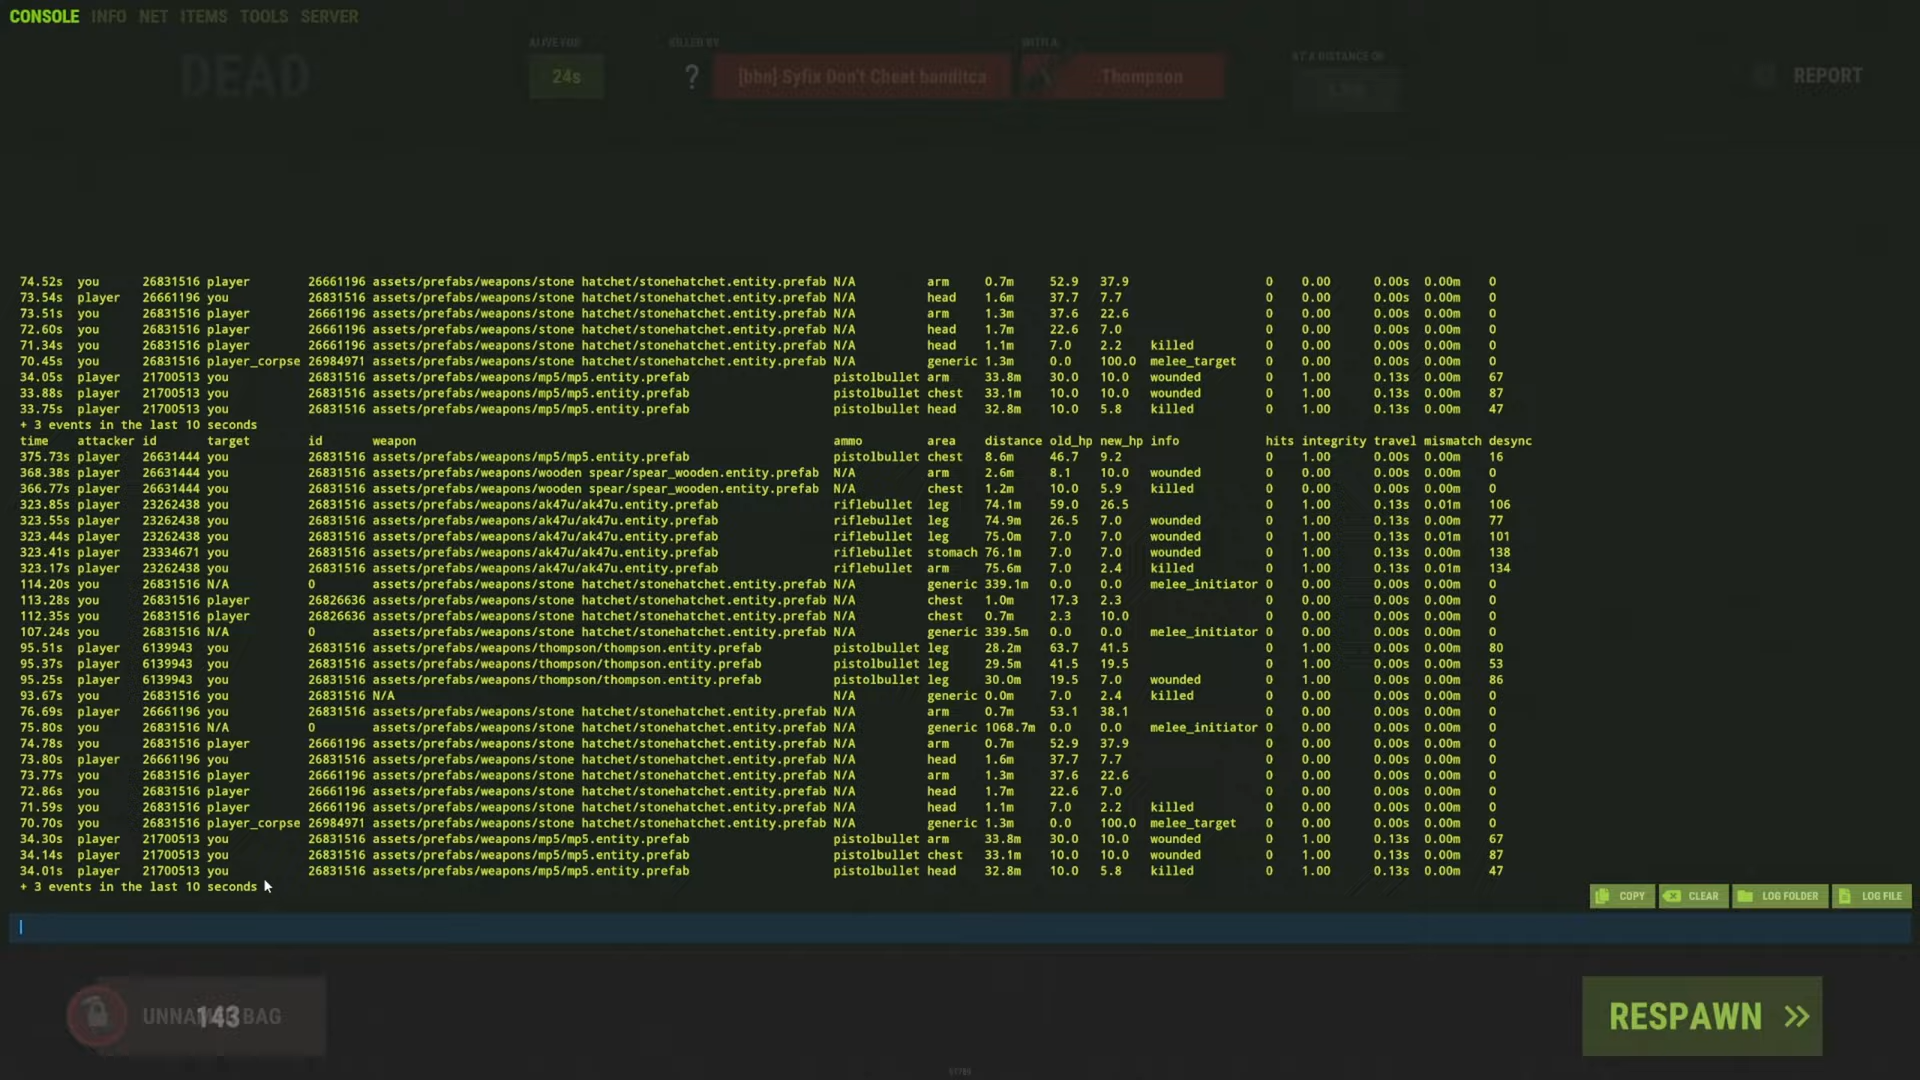 CONSOLE INFO NET ITEMS TOOLS SERVER
DEAD
ALIVE FOR
24s
KILLED BY
? [bbn] Syfix Don't Cheat banditca
WITH A
Thompson
AT A DISTANCE OF
REPORT
74.52s you 26831516 player 26661196 assets/prefabs/weapons/stone hatchet/stonehatchet.entity.prefab N/A arm 0.7m 52.9 37.9 0 0.00 0.00s 0.00m 0
73.54s player 26661196 you 26831516 assets/prefabs/weapons/stone hatchet/stonehatchet.entity.prefab N/A head 1.6m 37.7 7.7 0 0.00 0.00s 0.00m 0
73.51s you 26831516 player 26661196 assets/prefabs/weapons/stone hatchet/stonehatchet.entity.prefab N/A arm 1.3m 37.6 22.6 0 0.00 0.00s 0.00m 0
72.60s you 26831516 player 26661196 assets/prefabs/weapons/stone hatchet/stonehatchet.entity.prefab N/A head 1.7m 22.6 7.0 0 0.00 0.00s 0.00m 0
71.34s you 26831516 player 26661196 assets/prefabs/weapons/stone hatchet/stonehatchet.entity.prefab N/A head 1.1m 7.0 2.2 killed 0 0.00 0.00s 0.00m 0
70.45s you 26831516 player_corpse 26984971 assets/prefabs/weapons/stone hatchet/stonehatchet.entity.prefab N/A generic 1.3m 0.0 100.0 melee_target 0 0.00 0.00s 0.00m 0
34.05s player 21700513 you 26831516 assets/prefabs/weapons/mp5/mp5.entity.prefab pistolbullet arm 33.8m 30.0 10.0 wounded 0 1.00 0.13s 0.00m 67
33.88s player 21700513 you 26831516 assets/prefabs/weapons/mp5/mp5.entity.prefab pistolbullet chest 33.1m 10.0 10.0 wounded 0 1.00 0.13s 0.00m 87
33.75s player 21700513 you 26831516 assets/prefabs/weapons/mp5/mp5.entity.prefab pistolbullet head 32.8m 10.0 5.8 killed 0 1.00 0.13s 0.00m 47
+ 3 events in the last 10 seconds
time attacker id target id weapon ammo area distance old_hp new_hp info hits integrity travel mismatch desync
375.73s player 26631444 you 26831516 assets/prefabs/weapons/mp5/mp5.entity.prefab pistolbullet chest 8.6m 46.7 9.2 0 1.00 0.00s 0.00m 16
368.38s player 26631444 you 26831516 assets/prefabs/weapons/wooden spear/spear_wooden.entity.prefab N/A arm 2.6m 8.1 10.0 wounded 0 0.00 0.00s 0.00m 0
366.77s player 26631444 you 26831516 assets/prefabs/weapons/wooden spear/spear_wooden.entity.prefab N/A chest 1.2m 10.0 5.9 killed 0 0.00 0.00s 0.00m 0
323.85s player 23262438 you 26831516 assets/prefabs/weapons/ak47u/ak47u.entity.prefab riflebullet leg 74.1m 59.0 26.5 0 1.00 0.13s 0.01m 106
323.55s player 23262438 you 26831516 assets/prefabs/weapons/ak47u/ak47u.entity.prefab riflebullet leg 74.9m 26.5 7.0 wounded 0 1.00 0.13s 0.00m 77
323.44s player 23262438 you 26831516 assets/prefabs/weapons/ak47u/ak47u.entity.prefab riflebullet leg 75.0m 7.0 7.0 wounded 0 1.00 0.13s 0.01m 101
323.41s player 23334671 you 26831516 assets/prefabs/weapons/ak47u/ak47u.entity.prefab riflebullet stomach 76.1m 7.0 7.0 wounded 0 1.00 0.13s 0.00m 138
323.17s player 23262438 you 26831516 assets/prefabs/weapons/ak47u/ak47u.entity.prefab riflebullet arm 75.6m 7.0 2.4 killed 0 1.00 0.13s 0.01m 134
114.20s you 26831516 N/A 0 assets/prefabs/weapons/stone hatchet/stonehatchet.entity.prefab N/A generic 339.1m 0.0 0.0 melee_initiator 0 0.00 0.00s 0.00m 0
113.28s you 26831516 player 26826636 assets/prefabs/weapons/stone hatchet/stonehatchet.entity.prefab N/A chest 1.0m 17.3 2.3 0 0.00 0.00s 0.00m 0
112.35s you 26831516 player 26826636 assets/prefabs/weapons/stone hatchet/stonehatchet.entity.prefab N/A chest 0.7m 2.3 10.0 0 0.00 0.00s 0.00m 0
107.24s you 26831516 N/A 0 assets/prefabs/weapons/stone hatchet/stonehatchet.entity.prefab N/A generic 339.5m 0.0 0.0 melee_initiator 0 0.00 0.00s 0.00m 0
95.51s player 6139943 you 26831516 assets/prefabs/weapons/thompson/thompson.entity.prefab pistolbullet leg 28.2m 63.7 41.5 0 1.00 0.00s 0.00m 80
95.37s player 6139943 you 26831516 assets/prefabs/weapons/thompson/thompson.entity.prefab pistolbullet leg 29.5m 41.5 19.5 0 1.00 0.00s 0.00m 53
95.25s player 6139943 you 26831516 assets/prefabs/weapons/thompson/thompson.entity.prefab pistolbullet leg 30.0m 19.5 7.0 wounded 0 1.00 0.00s 0.00m 86
93.67s you 26831516 you 26831516 N/A N/A generic 0.0m 7.0 2.4 killed 0 0.00 0.00s 0.00m 0
76.69s player 26661196 you 26831516 assets/prefabs/weapons/stone hatchet/stonehatchet.entity.prefab N/A arm 0.7m 53.1 38.1 0 0.00 0.00s 0.00m 0
75.80s you 26831516 N/A 0 assets/prefabs/weapons/stone hatchet/stonehatchet.entity.prefab N/A generic 1068.7m 0.0 0.0 melee_initiator 0 0.00 0.00s 0.00m 0
74.78s you 26831516 player 26661196 assets/prefabs/weapons/stone hatchet/stonehatchet.entity.prefab N/A arm 0.7m 52.9 37.9 0 0.00 0.00s 0.00m 0
73.80s player 26661196 you 26831516 assets/prefabs/weapons/stone hatchet/stonehatchet.entity.prefab N/A head 1.6m 37.7 7.7 0 0.00 0.00s 0.00m 0
73.77s you 26831516 player 26661196 assets/prefabs/weapons/stone hatchet/stonehatchet.entity.prefab N/A arm 1.3m 37.6 22.6 0 0.00 0.00s 0.00m 0
72.86s you 26831516 player 26661196 assets/prefabs/weapons/stone hatchet/stonehatchet.entity.prefab N/A head 1.7m 22.6 7.0 0 0.00 0.00s 0.00m 0
71.59s you 26831516 player 26661196 assets/prefabs/weapons/stone hatchet/stonehatchet.entity.prefab N/A head 1.1m 7.0 2.2 killed 0 0.00 0.00s 0.00m 0
70.70s you 26831516 player_corpse 26984971 assets/prefabs/weapons/stone hatchet/stonehatchet.entity.prefab N/A generic 1.3m 0.0 100.0 melee_target 0 0.00 0.00s 0.00m 0
34.30s player 21700513 you 26831516 assets/prefabs/weapons/mp5/mp5.entity.prefab pistolbullet arm 33.8m 30.0 10.0 wounded 0 1.00 0.13s 0.00m 67
34.14s player 21700513 you 26831516 assets/prefabs/weapons/mp5/mp5.entity.prefab pistolbullet chest 33.1m 10.0 10.0 wounded 0 1.00 0.13s 0.00m 87
34.01s player 21700513 you 26831516 assets/prefabs/weapons/mp5/mp5.entity.prefab pistolbullet head 32.8m 10.0 5.8 killed 0 1.00 0.13s 0.00m 47
+ 3 events in the last 10 seconds
COPY CLEAR LOG FOLDER LOG FILE
143 BAG
RESPAWN